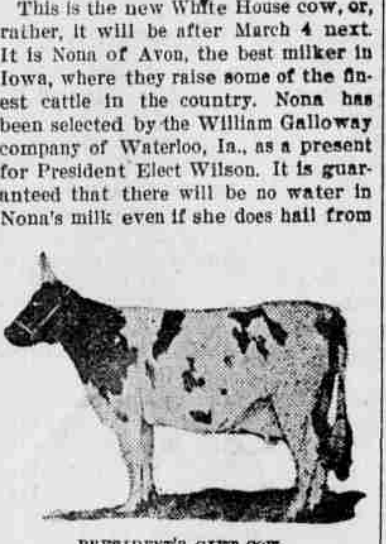 This is the new White House cow, or,
rather, it will be after March 4 next.
It is Nona of Avon, the best milker in
Iowa, where they raise some of the fin-
est cattle in the country. Nona has
been selected by the William Galloway
company of Waterloo, Ia., as a present
for President Elect Wilson. It is guar-
anteed that there will be no water in
Nona's milk even if she does hail from
PRESIDENT'S GIFT COW